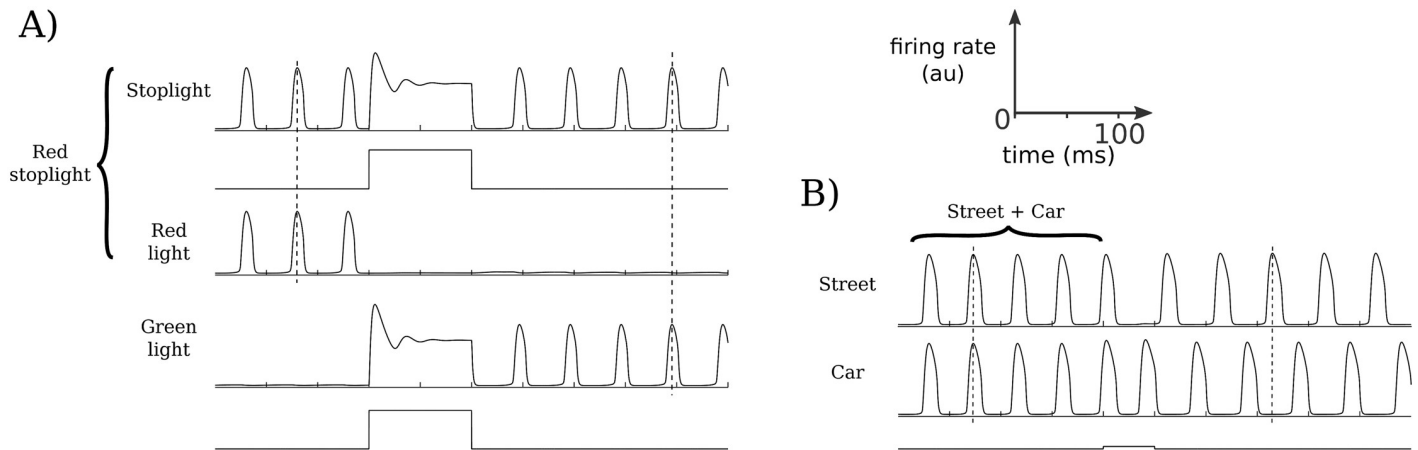 A)
Stoplight
Red
stoplight
Red
light
Green
light
firing rate
(au)
0
100
time (ms)
B)
Street + Car
Street
Car